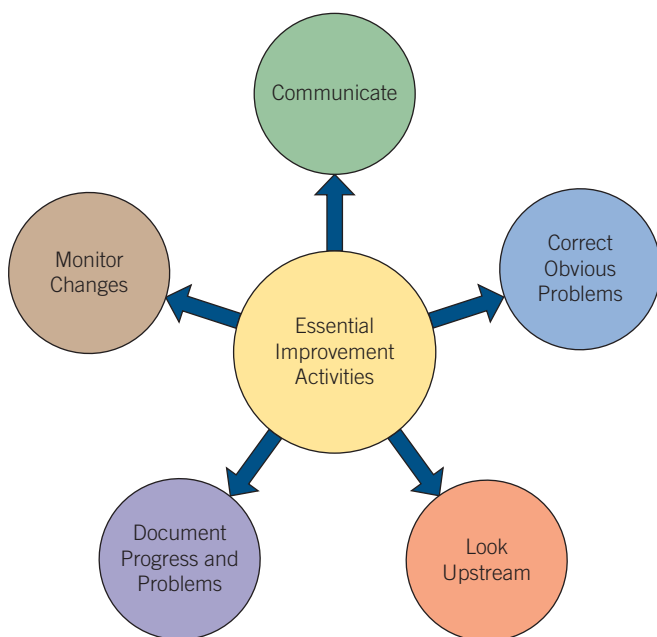 Communicate
Correct
Obvious
Problems
Monitor
Changes
Essential
Improvement
Activities
Document
Progress and
Problems
Look
Upstream